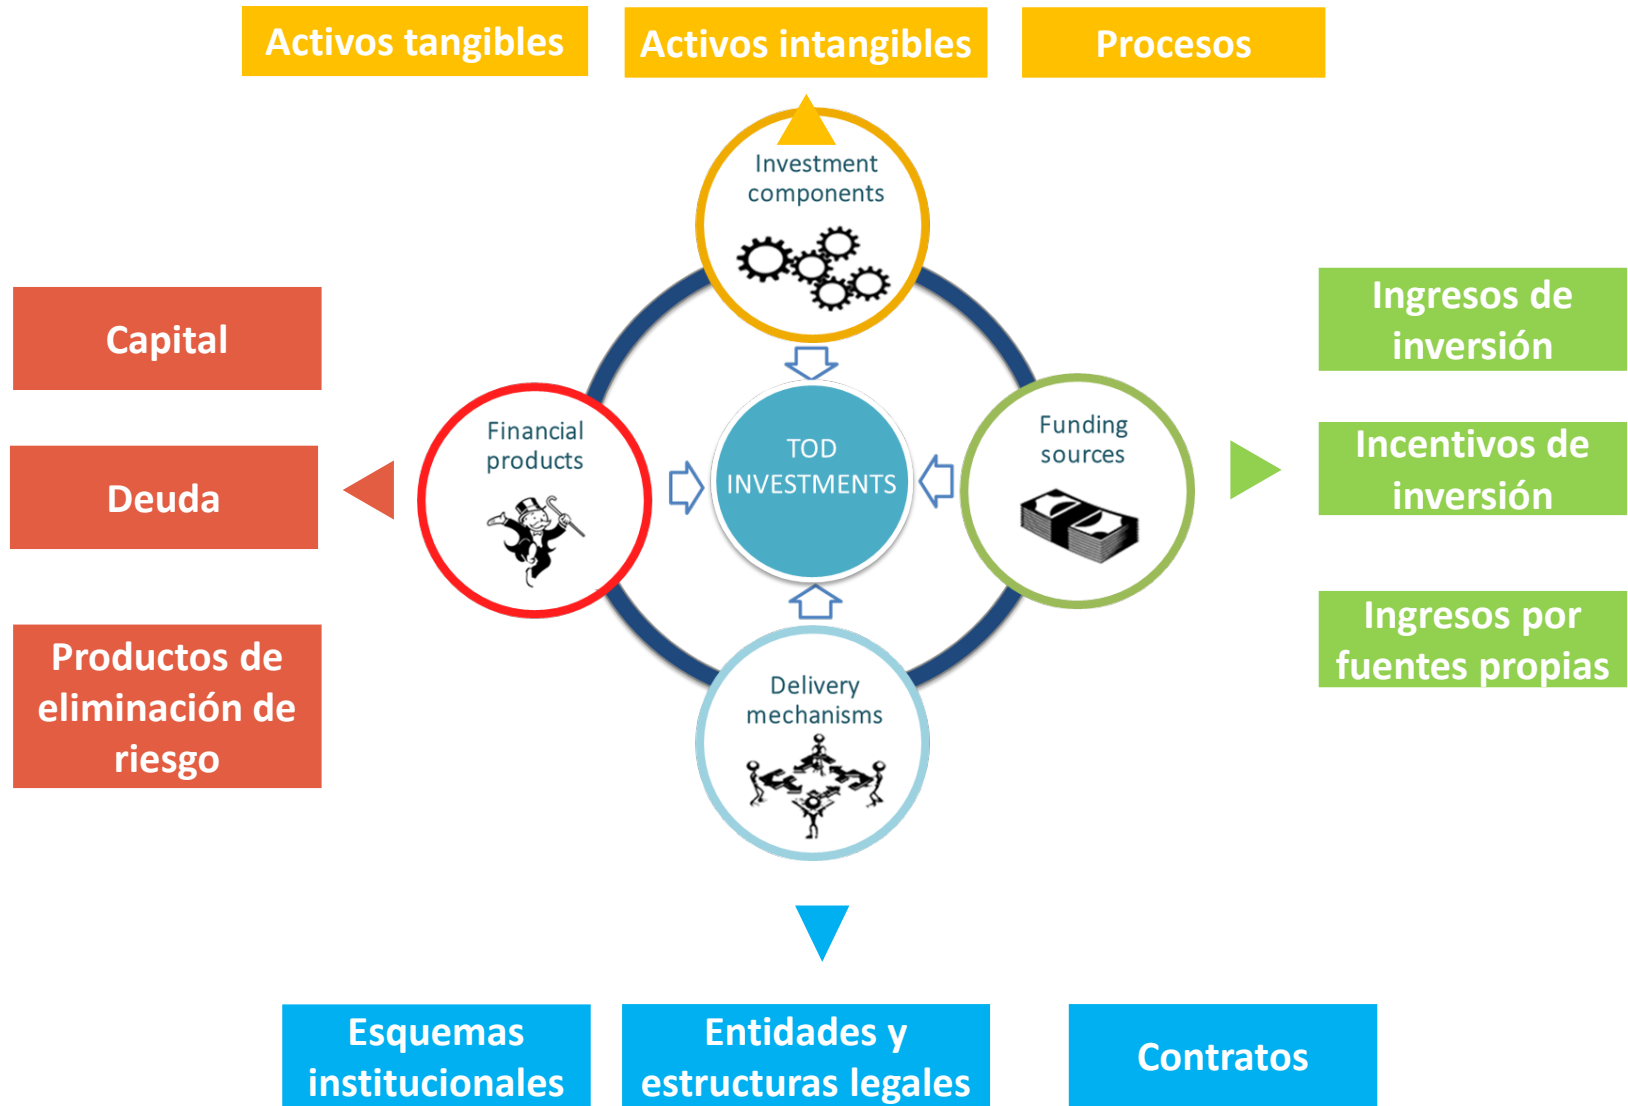 Activos tangibles
Activos intangibles
Procesos
Investment
components
Capital
Deuda
Productos de
eliminación de
riesgo
Financial
products
TOD
INVESTMENTS
Funding
sources
Ingresos de
inversión
Incentivos de
inversión
Ingresos por
fuentes propias
Delivery
mechanisms
Esquemas
institucionales
Entidades y
estructuras legales
Contratos